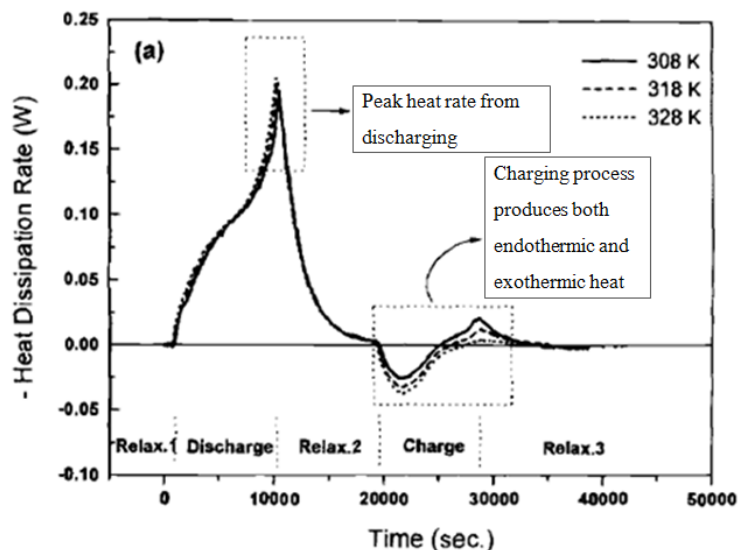 (a)
308 K
318 K
328 K
Peak heat rate from
discharging
Charging process
produces both
endothermic and
exothermic heat
- Heat Dissipation Rate (W)
0.25
0.20
0.15
0.10
0.05
0.00
-0.05
-0.10
Relax.1 Discharge Relax.2 Charge Relax.3
0 10000 20000 30000 40000 50000
Time (sec.)